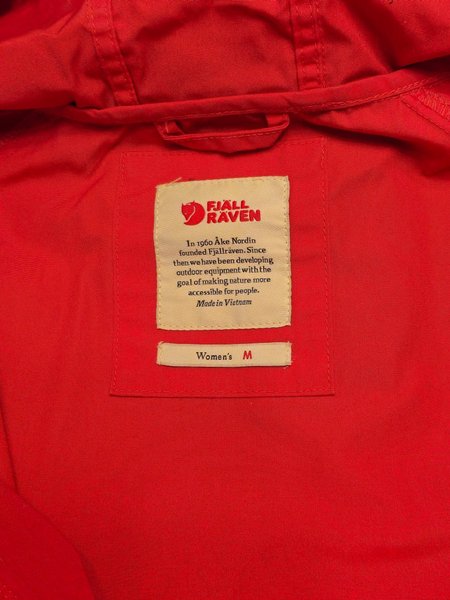 FJÄLL
RÄVEN
In 1960 Åke Nordin
founded Fjällräven. Since
then we have been developing
outdoor equipment with the
goal of making nature more
accessible for people.
Made in Vietnam
Women's M